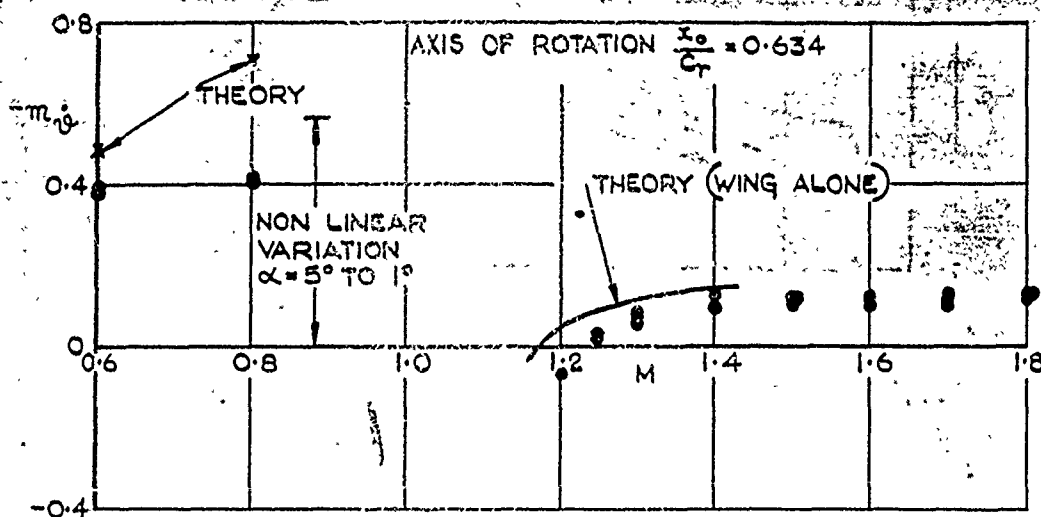 0.8
AXIS OF ROTATION x₀/Cᵣ = 0.634
THEORY
-m_θ̇
0.4
THEORY (WING ALONE)
NON LINEAR
VARIATION
α = 5° TO 1°
0
0.6 0.8 1.0 1.2 M 1.4 1.6 1.8
-0.4